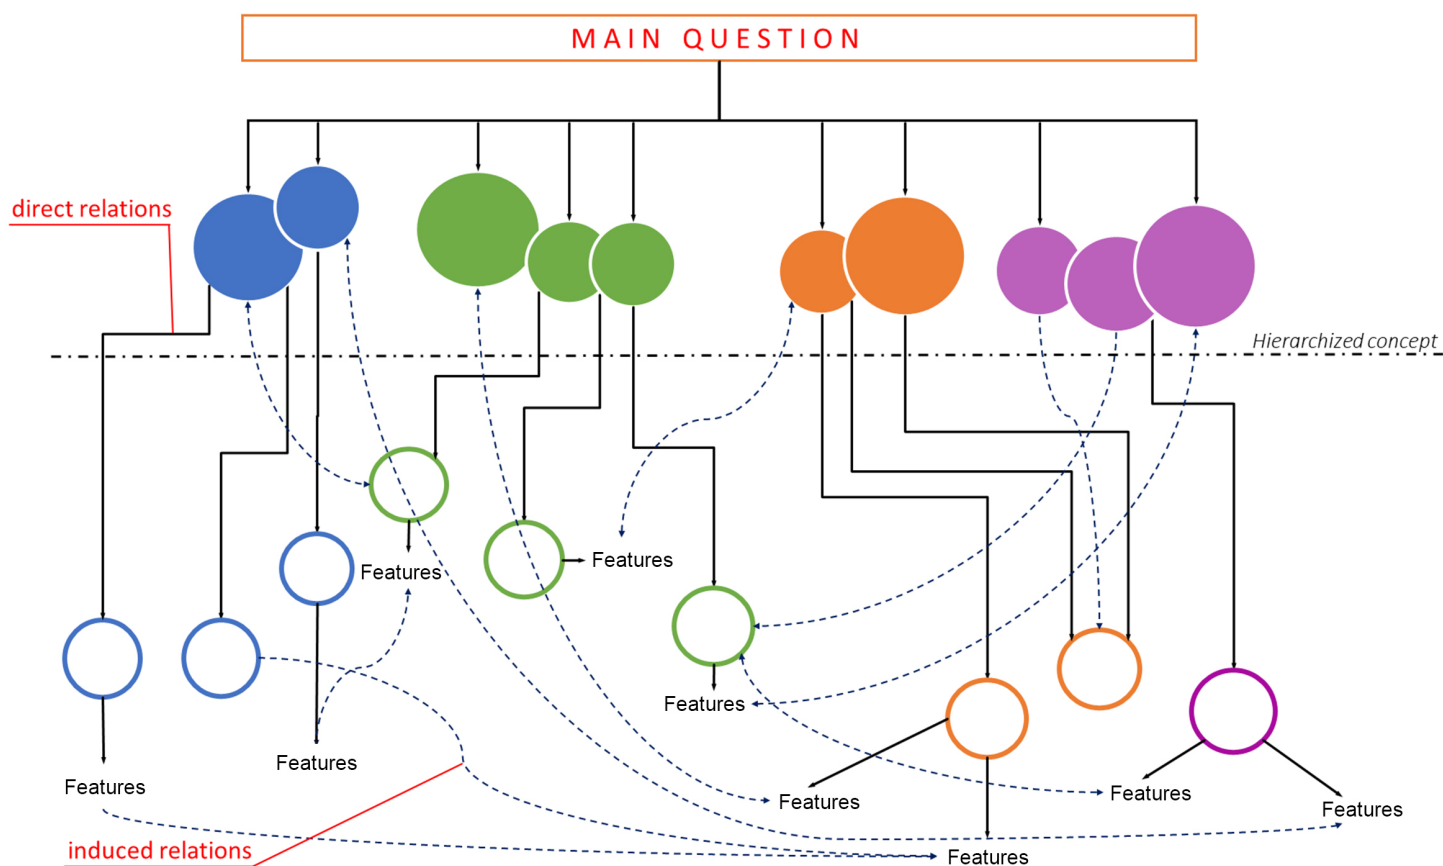 MAIN QUESTION
direct relations
Hierarchized concept
Features
Features
Features
Features
Features
Features
Features
Features
Features
induced relations
Features